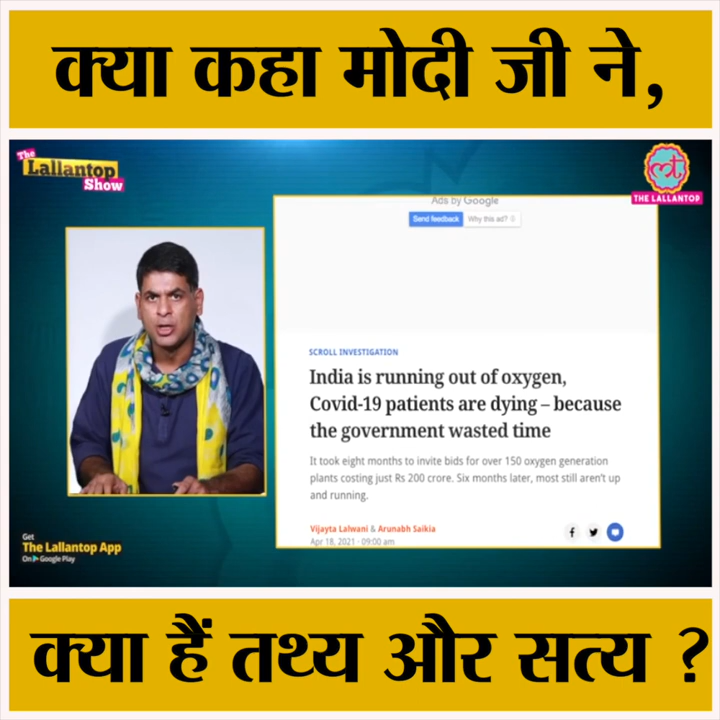 क्या कहा मोदी जी ने,
The
Lallantop
Show
mt
THE LALLANTOP
Ads by Google
Send feedback Why this ad?
SCROLL INVESTIGATION
India is running out of oxygen,
Covid-19 patients are dying – because
the government wasted time
It took eight months to invite bids for over 150 oxygen generation
plants costing just Rs 200 crore. Six months later, most still aren't up
and running.
Vijayta Lalwani & Arunabh Saikia
Apr 18, 2021 · 09:00 am
Get
The Lallantop App
On Google Play
क्या हैं तथ्य और सत्य ?